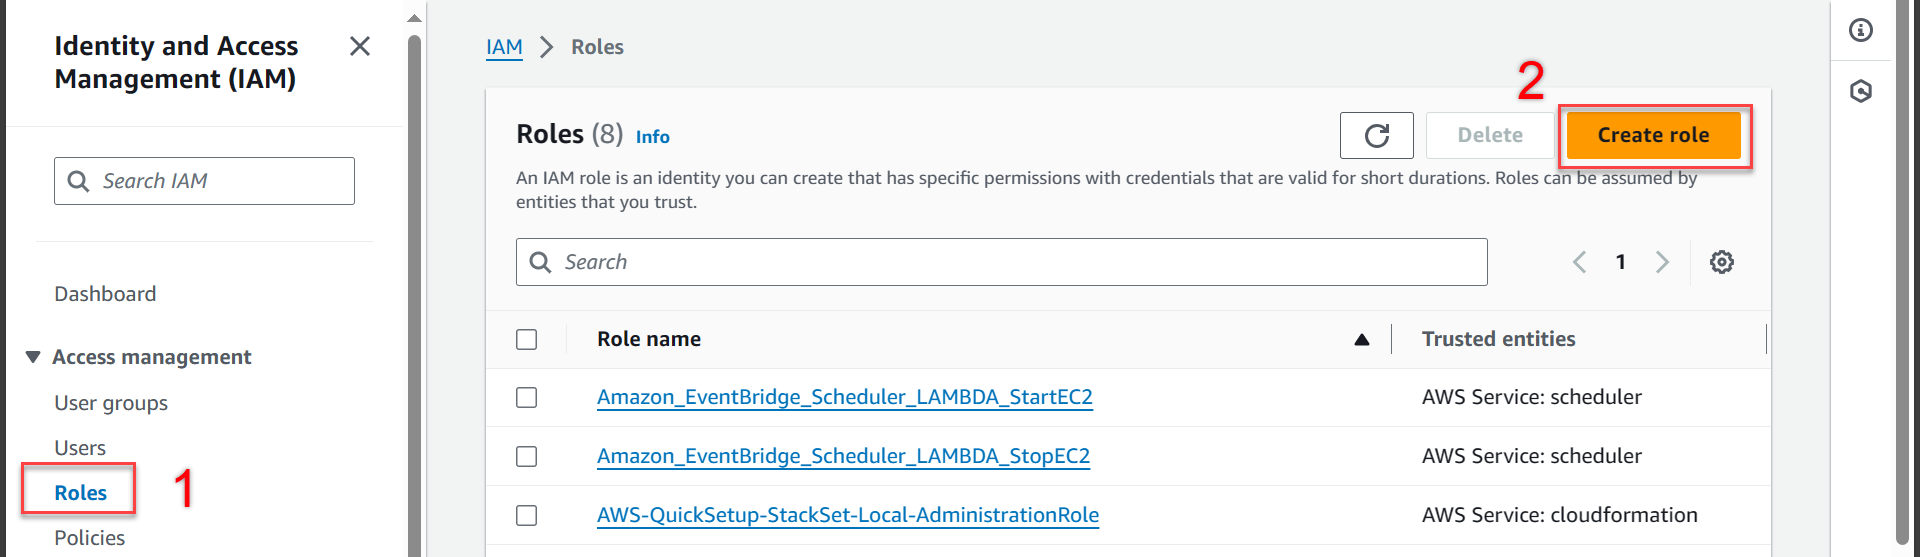 Identity and Access
Management (IAM)
Search IAM
Dashboard
Access management
User groups
Users
Roles
1
Policies
IAM > Roles
2
Roles (8) Info
Delete
Create role
An IAM role is an identity you can create that has specific permissions with credentials that are valid for short durations. Roles can be assumed by
entities that you trust.
Search
1
Role name
Trusted entities
Amazon_EventBridge_Scheduler_LAMBDA_StartEC2
AWS Service: scheduler
Amazon_EventBridge_Scheduler_LAMBDA_StopEC2
AWS Service: scheduler
AWS-QuickSetup-StackSet-Local-AdministrationRole
AWS Service: cloudformation